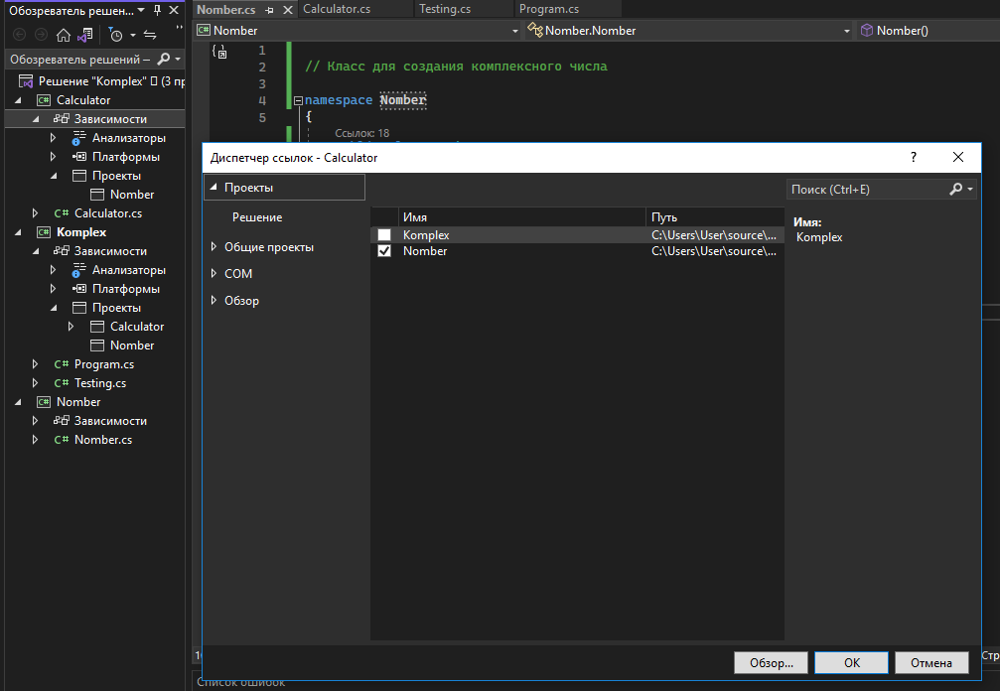 Обозреватель решен...
Обозреватель решений –
Решение "Komplex" (3 пр
Calculator
Зависимости
Анализаторы
Платформы
Проекты
Nomber
C# Calculator.cs
Komplex
Зависимости
Анализаторы
Платформы
Проекты
Calculator
Nomber
C# Program.cs
C# Testing.cs
Nomber
Зависимости
C# Nomber.cs
Nomber.cs
Calculator.cs
Testing.cs
Program.cs
C# Nomber
Nomber.Nomber
Nomber()
1
2 // Класс для создания комплексного числа
3
4 namespace Nomber
5 {
Ссылок: 18
Диспетчер ссылок - Calculator
?
Проекты
Решение
Общие проекты
COM
Обзор
Поиск (Ctrl+E)
Имя Путь
Komplex C:\Users\User\source\...
Nomber C:\Users\User\source\...
Имя:
Komplex
Обзор... ОК Отмена
Стр
Список ошибок